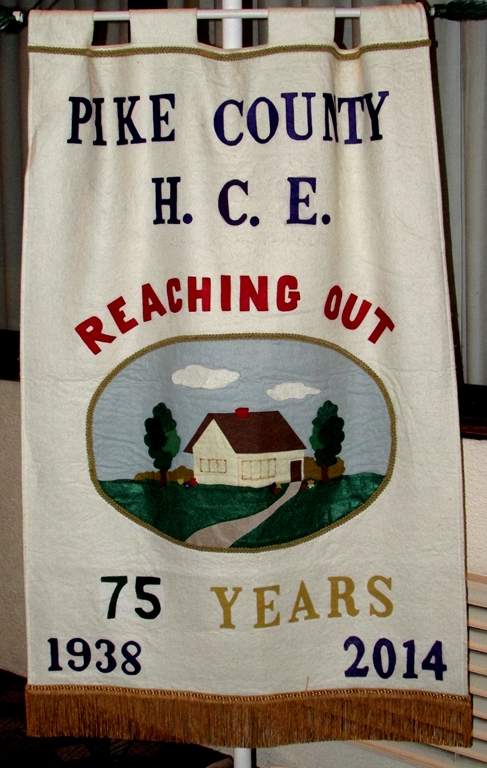 PIKE COUNTY
H. C. E.
REACHING OUT
75 YEARS
1938 2014